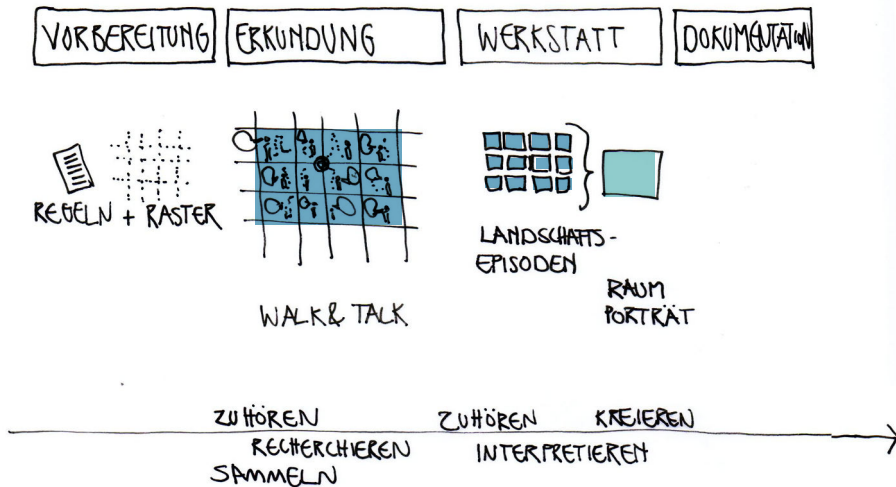 VORBEREITUNG
ERKUNDUNG
WERKSTATT
DOKUMENTATION
REGELN + RASTER
WALK & TALK
LANDSCHAFTS-
EPISODEN
RAUM
PORTRÄT
ZUHÖREN
RECHERCHIEREN
SAMMELN
ZUHÖREN
KREIEREN
INTERPRETIEREN